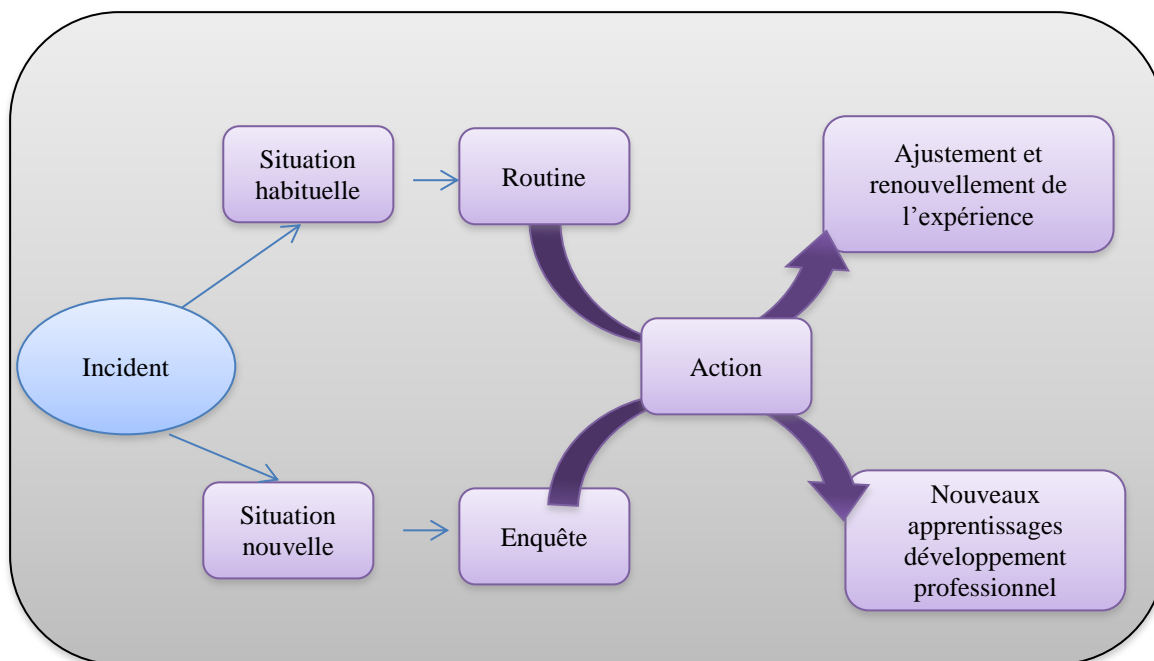 Incident
Situation
habituelle
Routine
Situation
nouvelle
Enquête
Action
Ajustement et
renouvellement de
l’expérience
Nouveaux
apprentissages
développement
professionnel